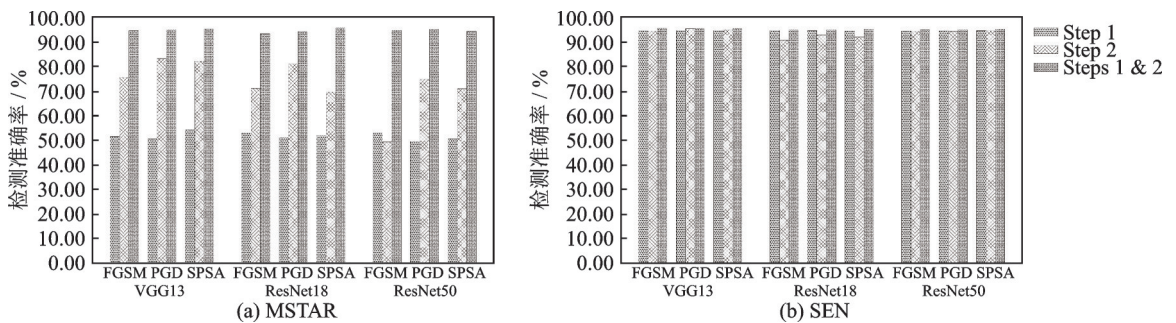 检测准确率 / %
100.00
90.00
80.00
70.00
60.00
50.00
40.00
30.00
20.00
10.00
0.00
FGSM PGD SPSA FGSM PGD SPSA FGSM PGD SPSA
VGG13 ResNet18 ResNet50
(a) MSTAR
检测准确率 / %
100.00
90.00
80.00
70.00
60.00
50.00
40.00
30.00
20.00
10.00
0.00
FGSM PGD SPSA FGSM PGD SPSA FGSM PGD SPSA
VGG13 ResNet18 ResNet50
(b) SEN
Step 1
Step 2
Steps 1 & 2